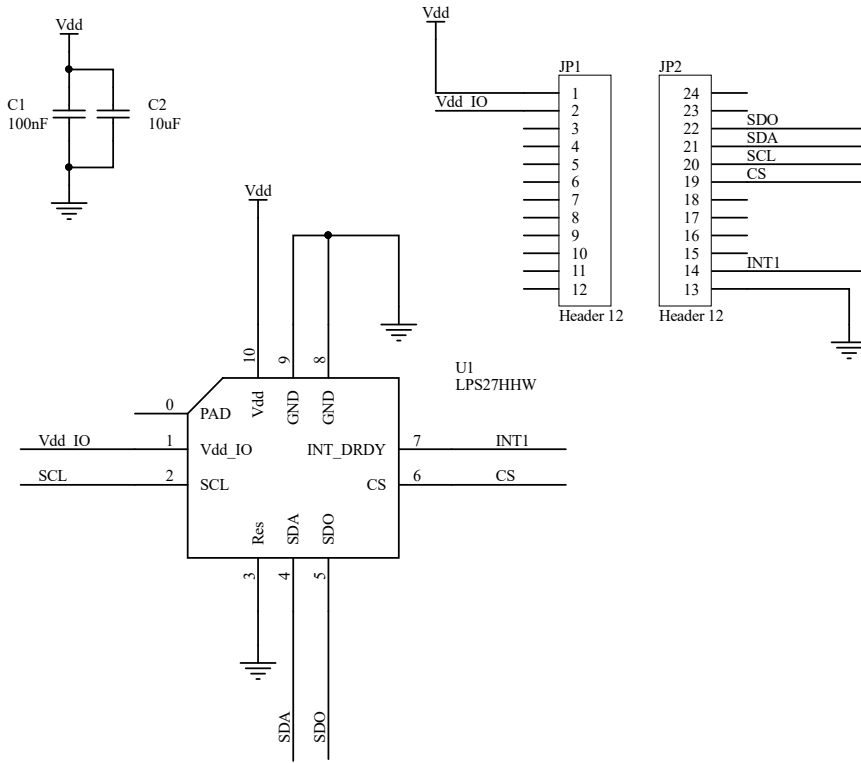 Vdd
C1
100nF
C2
10uF
Vdd
Vdd_IO
JP1
1
2
3
4
5
6
7
8
9
10
11
12
Header 12
JP2
24
23
22
21
20
19
18
17
16
15
14
13
Header 12
SDO
SDA
SCL
CS
INT1
Vdd
10
9
8
U1
LPS27HHW
0
PAD
Vdd
GND
GND
Vdd_IO
1
Vdd_IO
INT_DRDY
7
INT1
SCL
2
SCL
CS
6
CS
Res
SDA
SDO
3
4
5
SDA
SDO